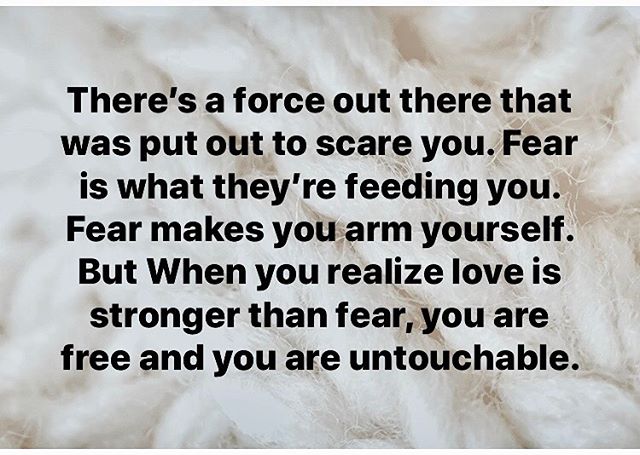 There’s a force out there that
was put out to scare you. Fear
is what they’re feeding you.
Fear makes you arm yourself.
But When you realize love is
stronger than fear, you are
free and you are untouchable.